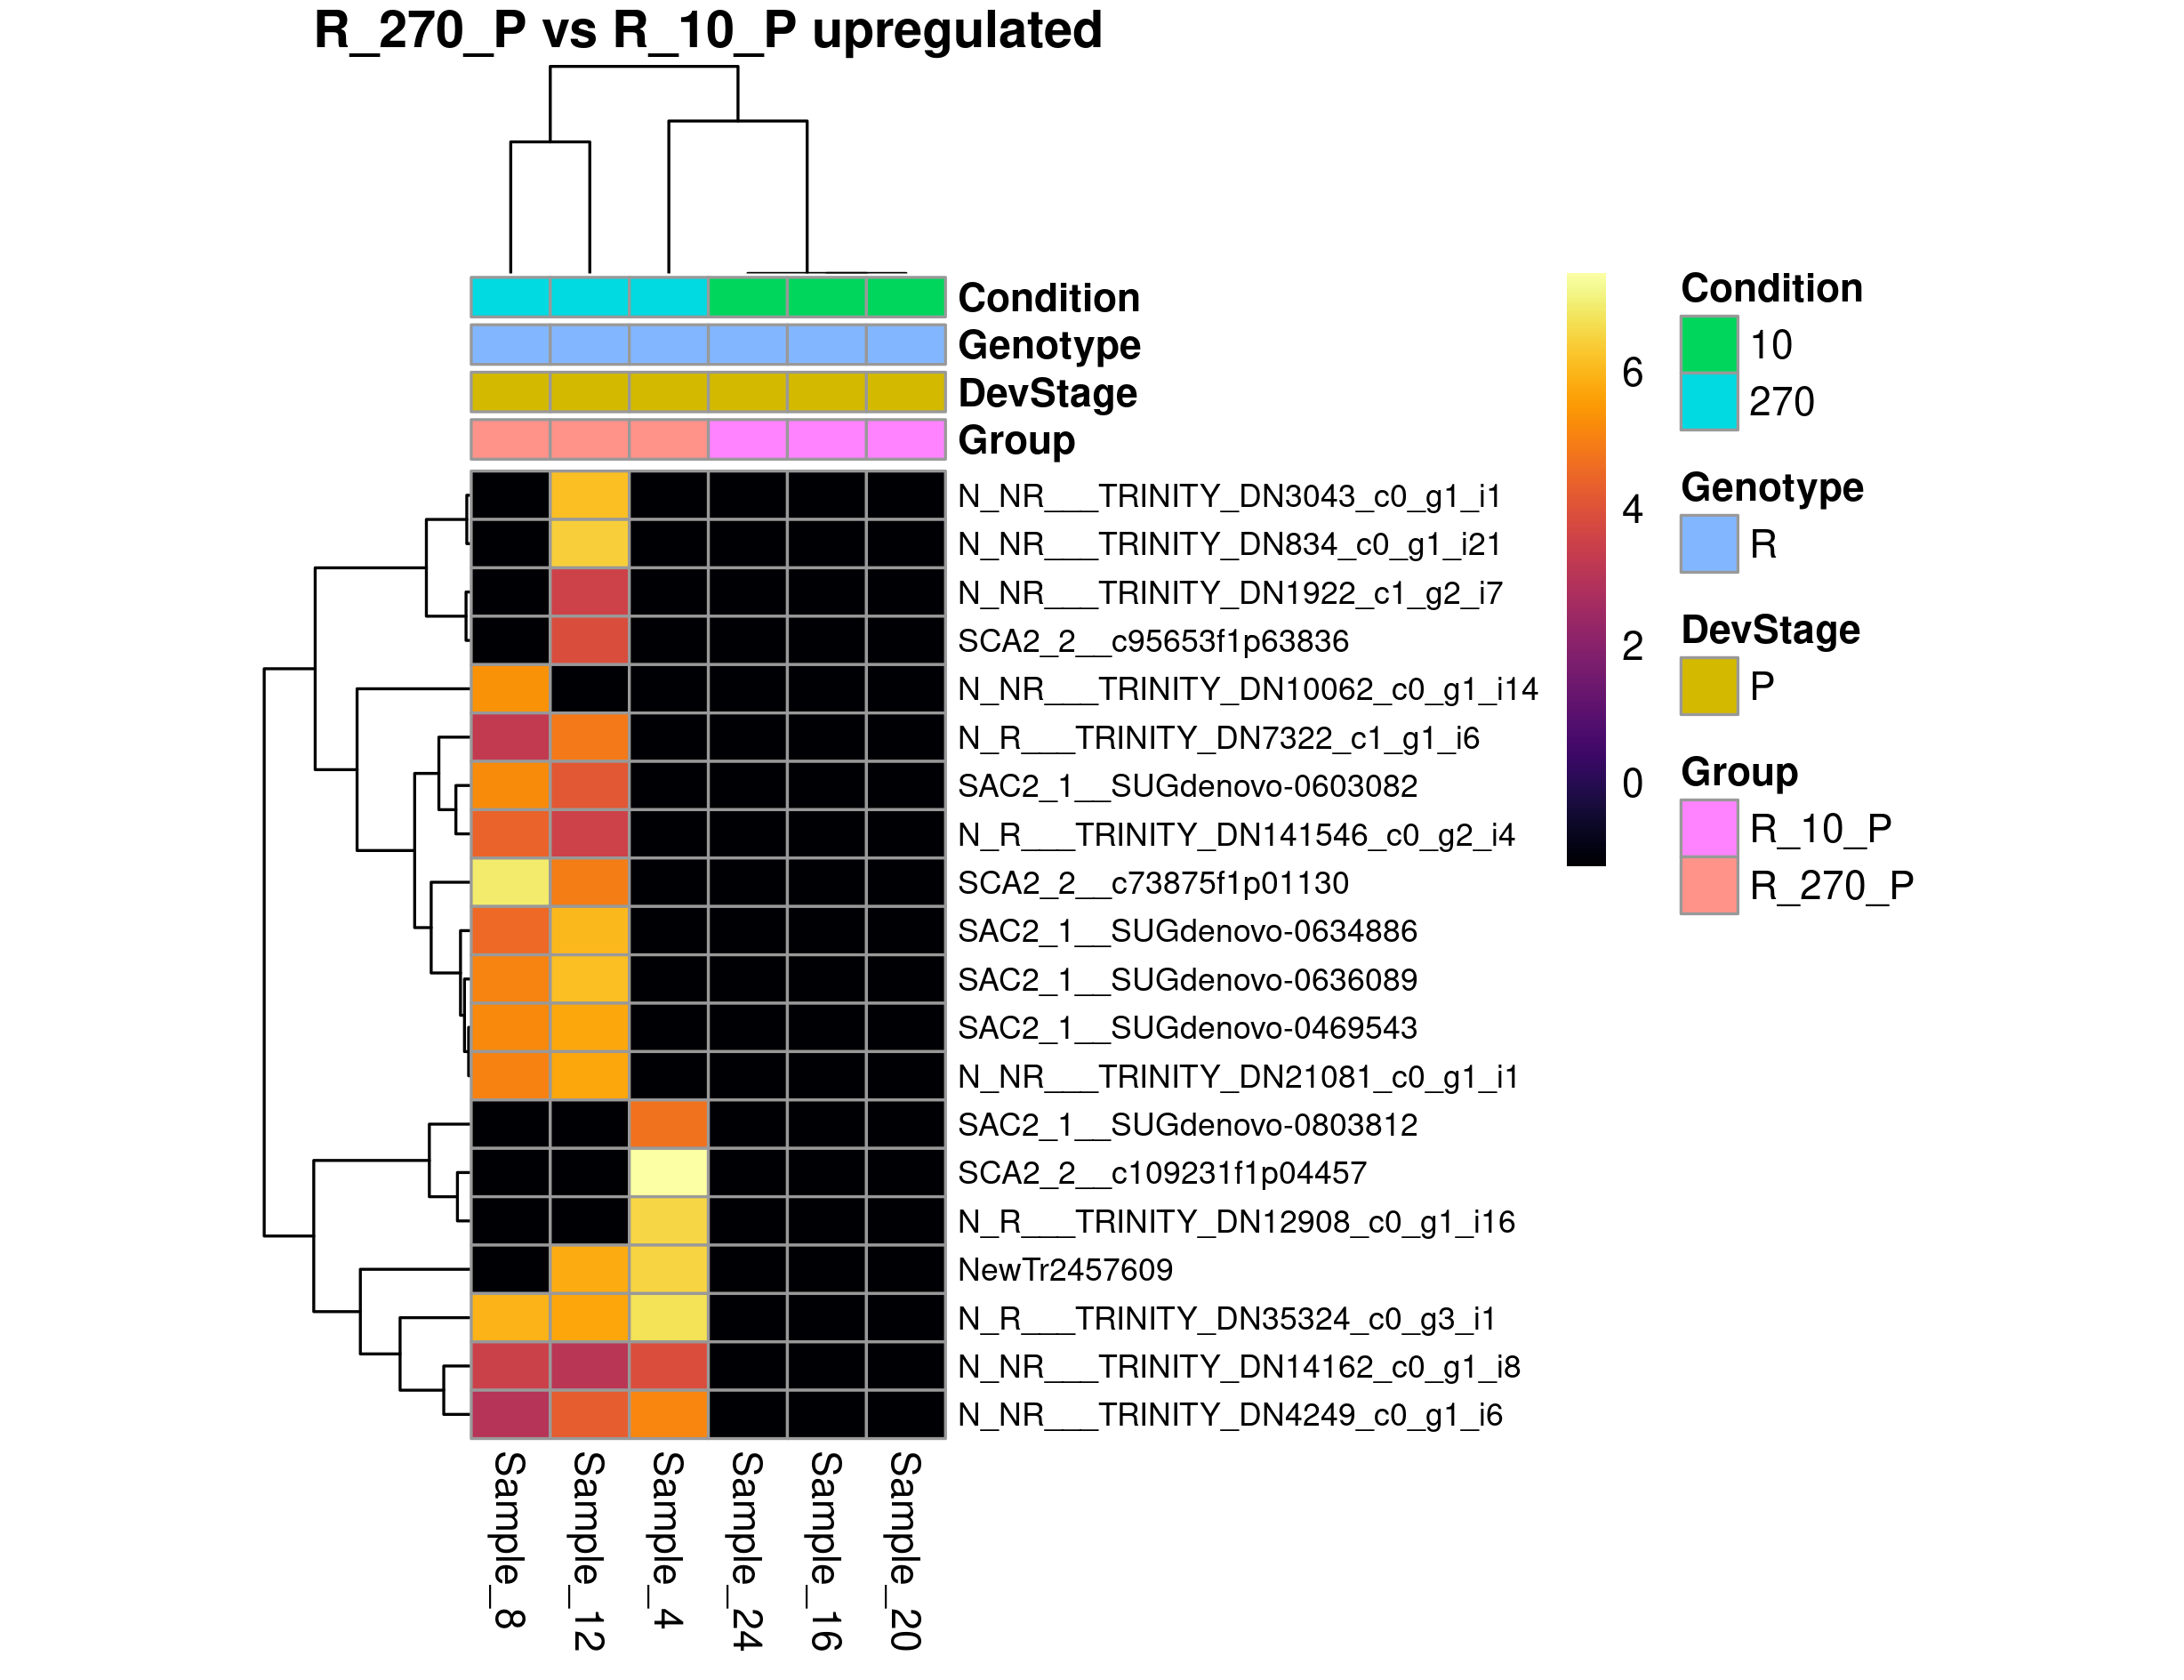 R_270_P vs R_10_P upregulated
Condition
Genotype
DevStage
Group
N_NR___TRINITY_DN3043_c0_g1_i1
N_NR___TRINITY_DN834_c0_g1_i21
N_NR___TRINITY_DN1922_c1_g2_i7
SCA2_2__c95653f1p63836
N_NR___TRINITY_DN10062_c0_g1_i14
N_R___TRINITY_DN7322_c1_g1_i6
SAC2_1__SUGdenovo-0603082
N_R___TRINITY_DN141546_c0_g2_i4
SCA2_2__c73875f1p01130
SAC2_1__SUGdenovo-0634886
SAC2_1__SUGdenovo-0636089
SAC2_1__SUGdenovo-0469543
N_NR___TRINITY_DN21081_c0_g1_i1
SAC2_1__SUGdenovo-0803812
SCA2_2__c109231f1p04457
N_R___TRINITY_DN12908_c0_g1_i16
NewTr2457609
N_R___TRINITY_DN35324_c0_g3_i1
N_NR___TRINITY_DN14162_c0_g1_i8
N_NR___TRINITY_DN4249_c0_g1_i6
Sample_8
Sample_12
Sample_4
Sample_24
Sample_16
Sample_20
6
4
2
0
Condition
10
270
Genotype
R
DevStage
P
Group
R_10_P
R_270_P